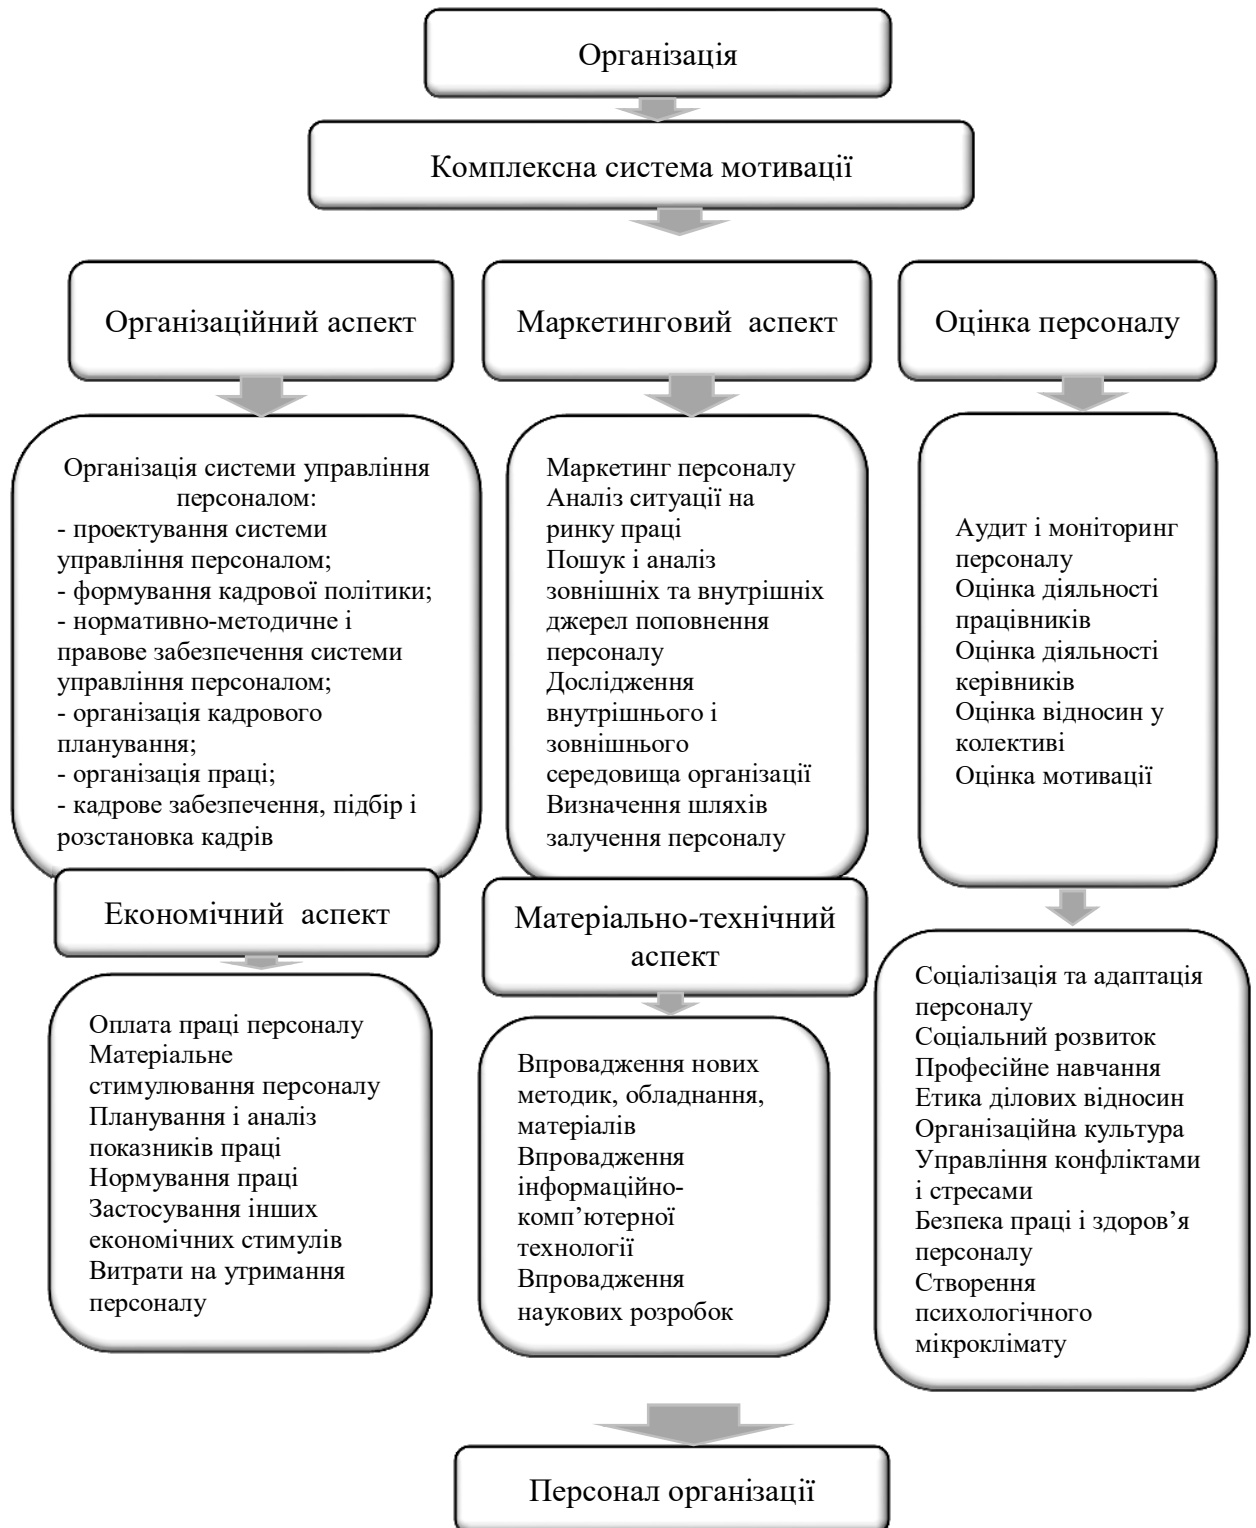 Організація
Комплексна система мотивації
Організаційний аспект
Маркетинговий аспект
Оцінка персоналу
Організація системи управління
персоналом:
- проектування системи
управління персоналом;
- формування кадрової політики;
- нормативно-методичне і
правове забезпечення системи
управління персоналом;
- організація кадрового
планування;
- організація праці;
- кадрове забезпечення, підбір і
розстановка кадрів
Маркетинг персоналу
Аналіз ситуації на
ринку праці
Пошук і аналіз
зовнішніх та внутрішніх
джерел поповнення
персоналу
Дослідження
внутрішнього і
зовнішнього
середовища організації
Визначення шляхів
залучення персоналу
Аудит і моніторинг
персоналу
Оцінка діяльності
працівників
Оцінка діяльності
керівників
Оцінка відносин у
колективі
Оцінка мотивації
Економічний аспект
Матеріально-технічний
аспект
Оплата праці персоналу
Матеріальне
стимулювання персоналу
Планування і аналіз
показників праці
Нормування праці
Застосування інших
економічних стимулів
Витрати на утримання
персоналу
Впровадження нових
методик, обладнання,
матеріалів
Впровадження
інформаційно-
комп’ютерної
технології
Впровадження
наукових розробок
Соціалізація та адаптація
персоналу
Соціальний розвиток
Професійне навчання
Етика ділових відносин
Організаційна культура
Управління конфліктами
і стресами
Безпека праці і здоров’я
персоналу
Створення
психологічного
мікроклімату
Персонал організації